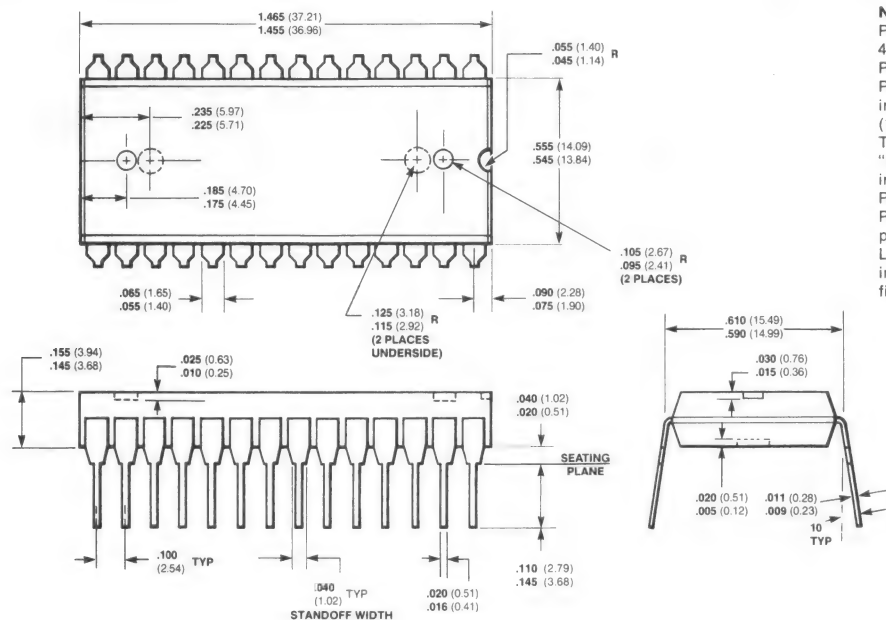 1.465 (37.21)
1.455 (36.96)
.055 (1.40)
.045 (1.14) R
.235 (5.97)
.225 (5.71)
.555 (14.09)
.545 (13.84)
.185 (4.70)
.175 (4.45)
.105 (2.67)
.095 (2.41) R
(2 PLACES)
.065 (1.65)
.055 (1.40)
.125 (3.18)
.115 (2.92) R
(2 PLACES
UNDERSIDE)
.090 (2.28)
.075 (1.90)
.610 (15.49)
.590 (14.99)
.155 (3.94)
.145 (3.68)
.025 (0.63)
.010 (0.25)
.040 (1.02)
.020 (0.51)
.030 (0.76)
.015 (0.36)
SEATING
PLANE
.020 (0.51)
.005 (0.12)
.011 (0.28)
.009 (0.23)
10
TYP
.100
(2.54) TYP
.040
(1.02) TYP
STANDOFF WIDTH
.020 (0.51)
.016 (0.41)
.110 (2.79)
.145 (3.68)
N
P
4
P
P
in
(
T
"
in
P
P
p
L
in
fi